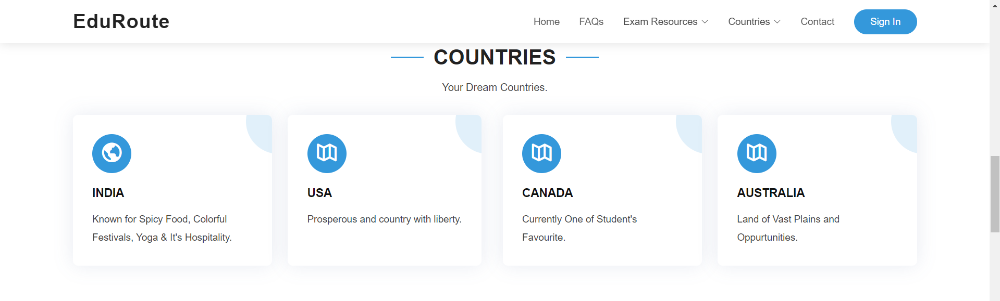 EduRoute
Home FAQs Exam Resources Countries Contact Sign In
COUNTRIES
Your Dream Countries.
INDIA
Known for Spicy Food, Colorful
Festivals, Yoga & It's Hospitality.
USA
Prosperous and country with liberty.
CANADA
Currently One of Student's
Favourite.
AUSTRALIA
Land of Vast Plains and
Oppurtunities.